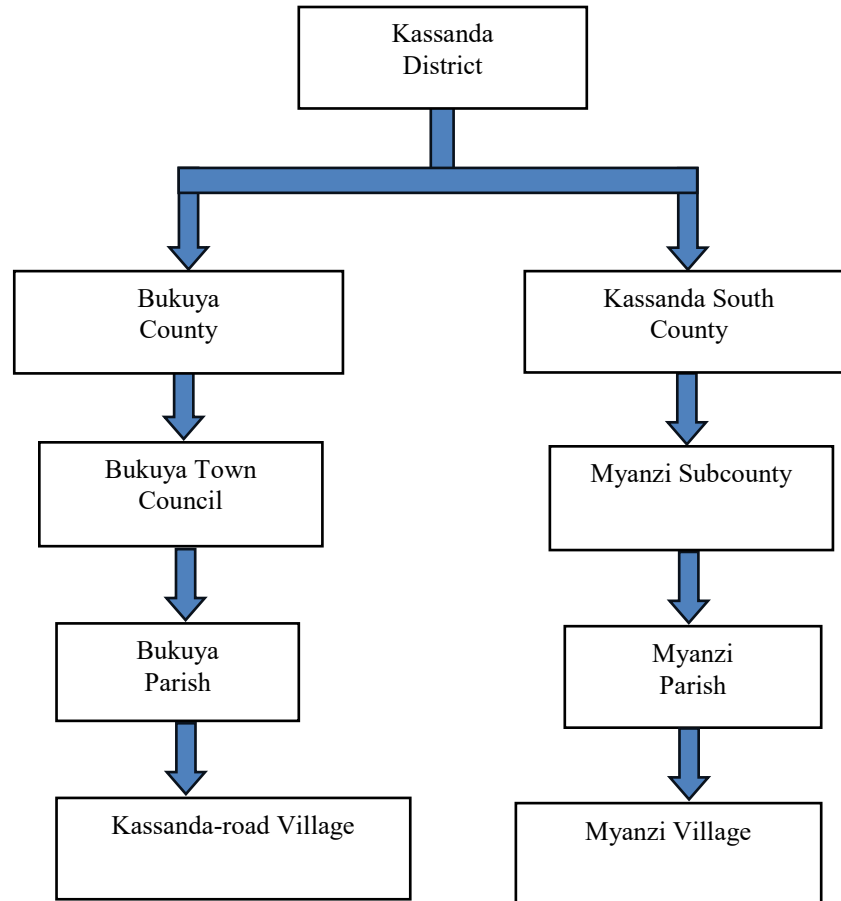 Kassanda
District
Bukuya
County
Kassanda South
County
Bukuya Town
Council
Myanzi Subcounty
Bukuya
Parish
Myanzi
Parish
Kassanda-road Village
Myanzi Village